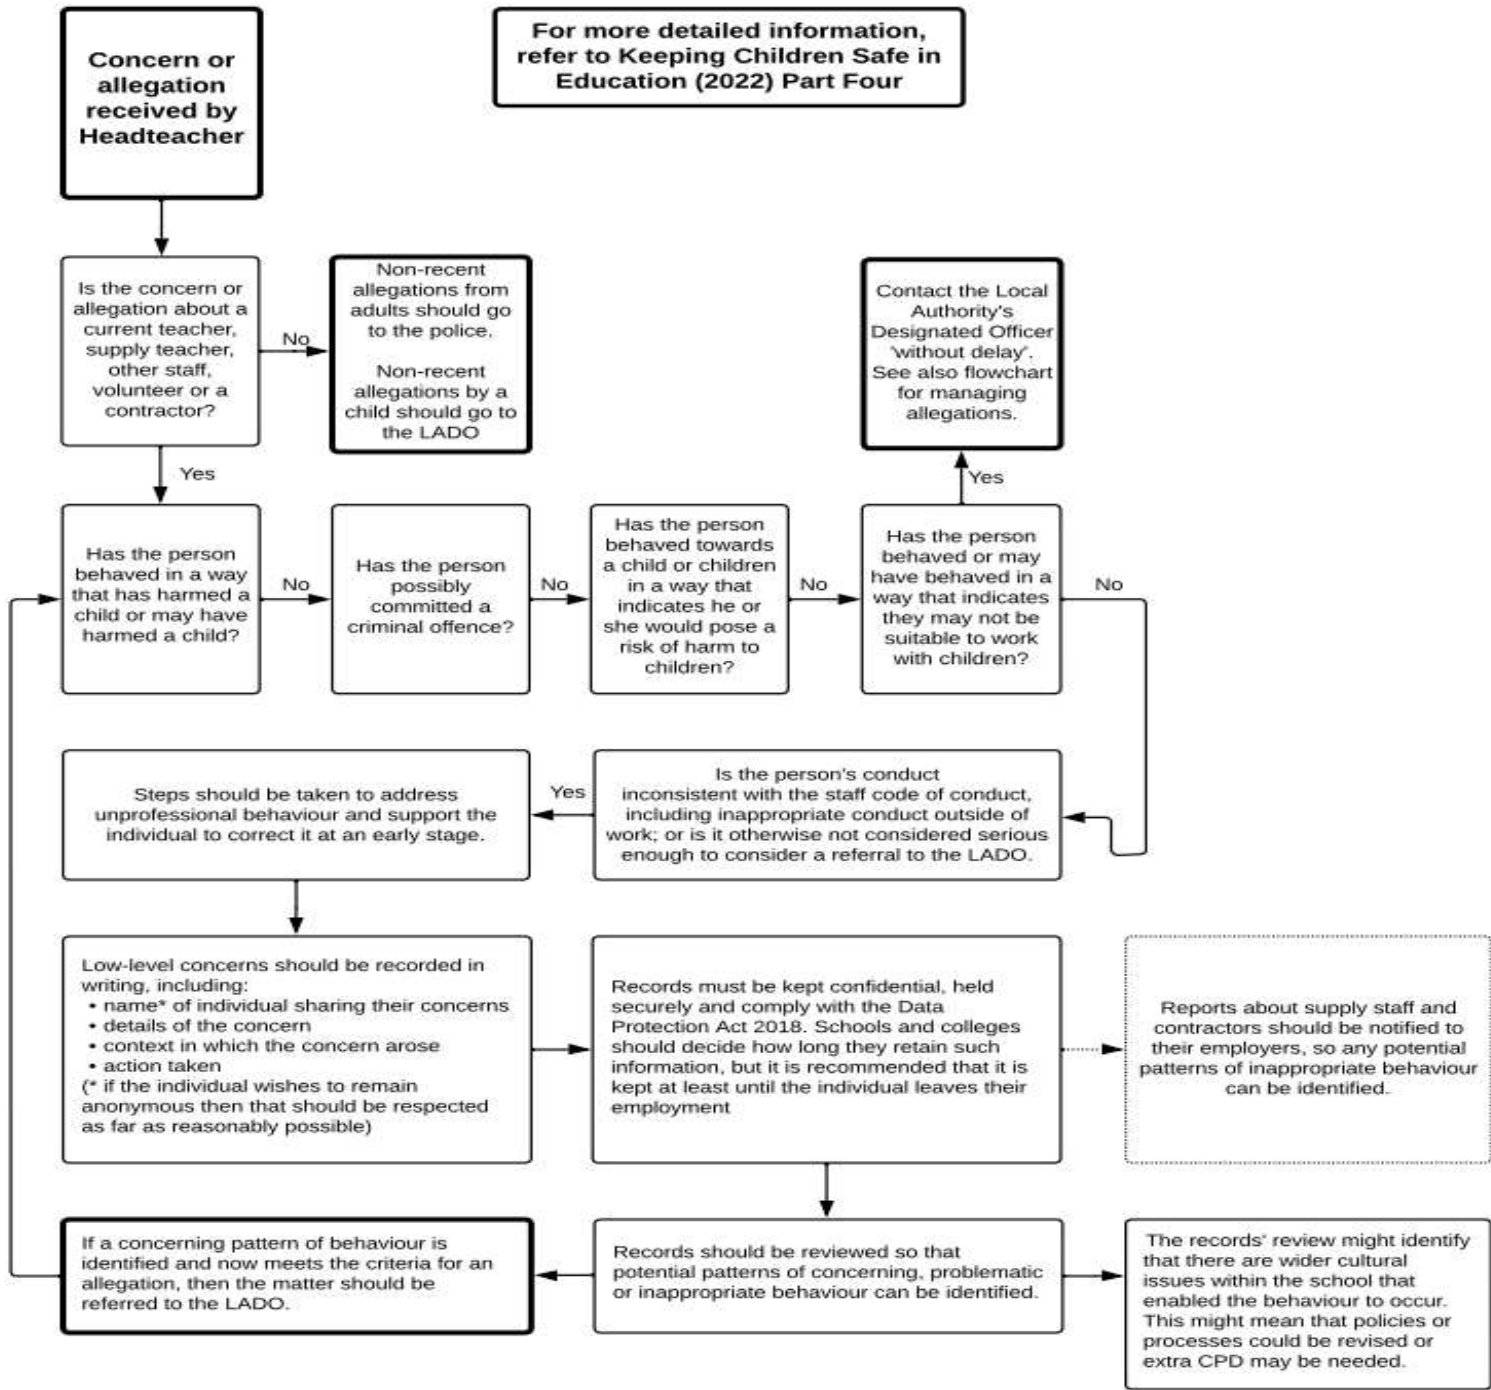 Concern or
allegation
received by
Headteacher
For more detailed information,
refer to Keeping Children Safe in
Education (2022) Part Four
Is the concern or
allegation about a
current teacher,
supply teacher,
other staff,
volunteer or a
contractor?
No
Non-recent
allegations from
adults should go
to the police.
Non-recent
allegations by a
child should go to
the LADO
Contact the Local
Authority's
Designated Officer
'without delay'.
See also flowchart
for managing
allegations.
Yes
Yes
Has the person
behaved in a way
that has harmed a
child or may have
harmed a child?
No
Has the person
possibly
committed a
criminal offence?
No
Has the person
behaved towards
a child or children
in a way that
indicates he or
she would pose a
risk of harm to
children?
No
Has the person
behaved or may
have behaved in a
way that indicates
they may not be
suitable to work
with children?
No
Steps should be taken to address
unprofessional behaviour and support the
individual to correct it at an early stage.
Yes
Is the person's conduct
inconsistent with the staff code of conduct,
including inappropriate conduct outside of
work; or is it otherwise not considered serious
enough to consider a referral to the LADO.
Low-level concerns should be recorded in
writing, including:
• name* of individual sharing their concerns
• details of the concern
• context in which the concern arose
• action taken
(* if the individual wishes to remain
anonymous then that should be respected
as far as reasonably possible)
Records must be kept confidential, held
securely and comply with the Data
Protection Act 2018. Schools and colleges
should decide how long they retain such
information, but it is recommended that it is
kept at least until the individual leaves their
employment
Reports about supply staff and
contractors should be notified to
their employers, so any potential
patterns of inappropriate behaviour
can be identified.
If a concerning pattern of behaviour is
identified and now meets the criteria for an
allegation, then the matter should be
referred to the LADO.
Records should be reviewed so that
potential patterns of concerning, problematic
or inappropriate behaviour can be identified.
The records' review might identify
that there are wider cultural
issues within the school that
enabled the behaviour to occur.
This might mean that policies or
processes could be revised or
extra CPD may be needed.